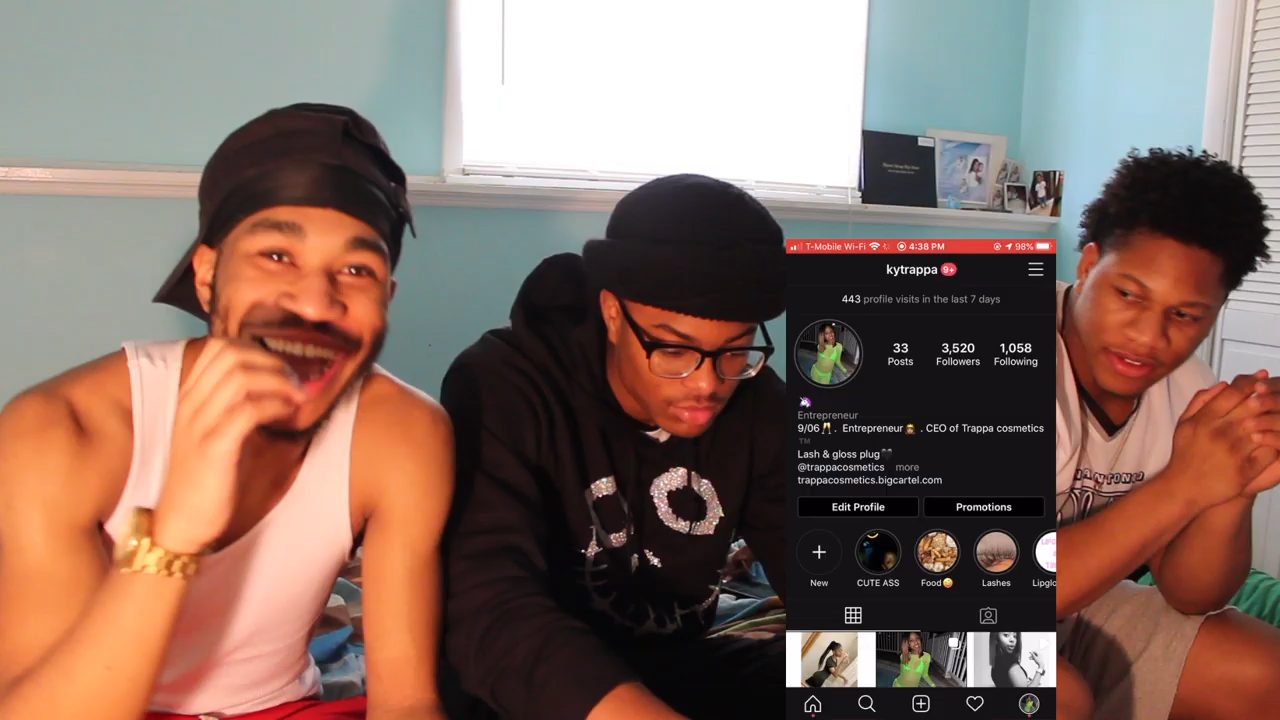 T-Mobile Wi-Fi 4:38 PM 98%
kytrappa 9+
443 profile visits in the last 7 days
33 3,520 1,058
Posts Followers Following
Entrepreneur
9/06🥂. Entrepreneur👸🏾. CEO of Trappa cosmetics
™
Lash & gloss plug🖤
@trappacosmetics more
trappacosmetics.bigcartel.com
Edit Profile Promotions
New CUTE ASS Food😋 Lashes Lipglo
ANTONIO